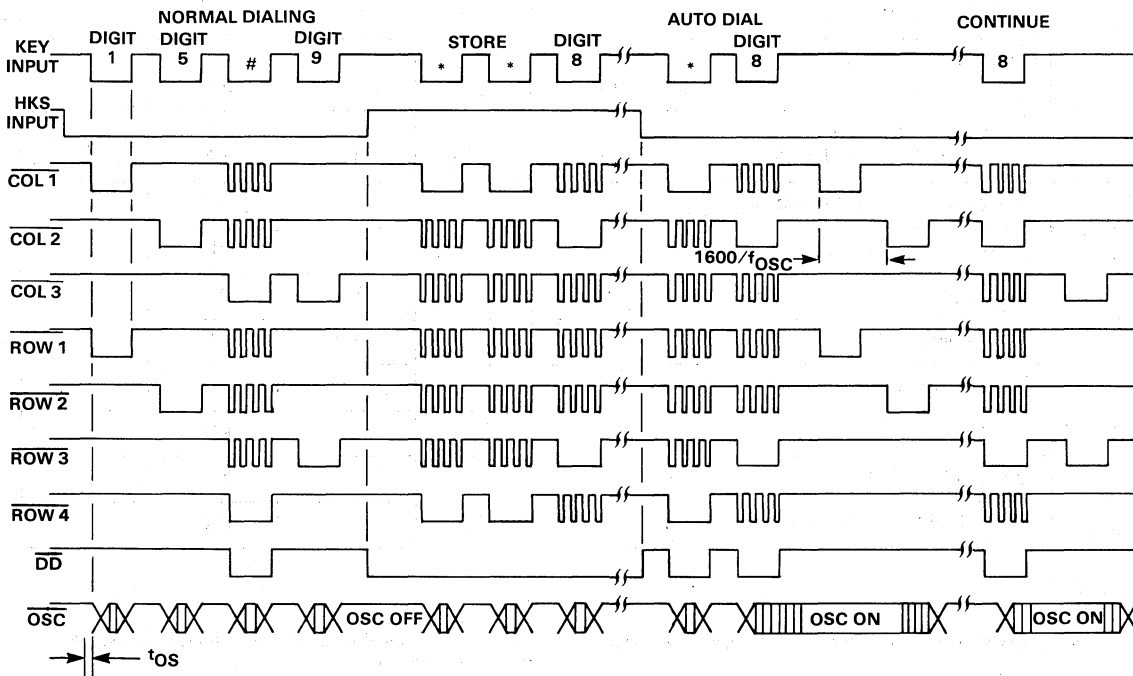 NORMAL DIALING
AUTO DIAL
CONTINUE
DIGIT DIGIT DIGIT STORE DIGIT DIGIT
KEY INPUT 1 5 # 9 * * 8 * 8 8
HKS INPUT
COL 1
COL 2
1600/fOSC
COL 3
ROW 1
ROW 2
ROW 3
ROW 4
DD
OSC OSC OFF OSC ON OSC ON
tOS